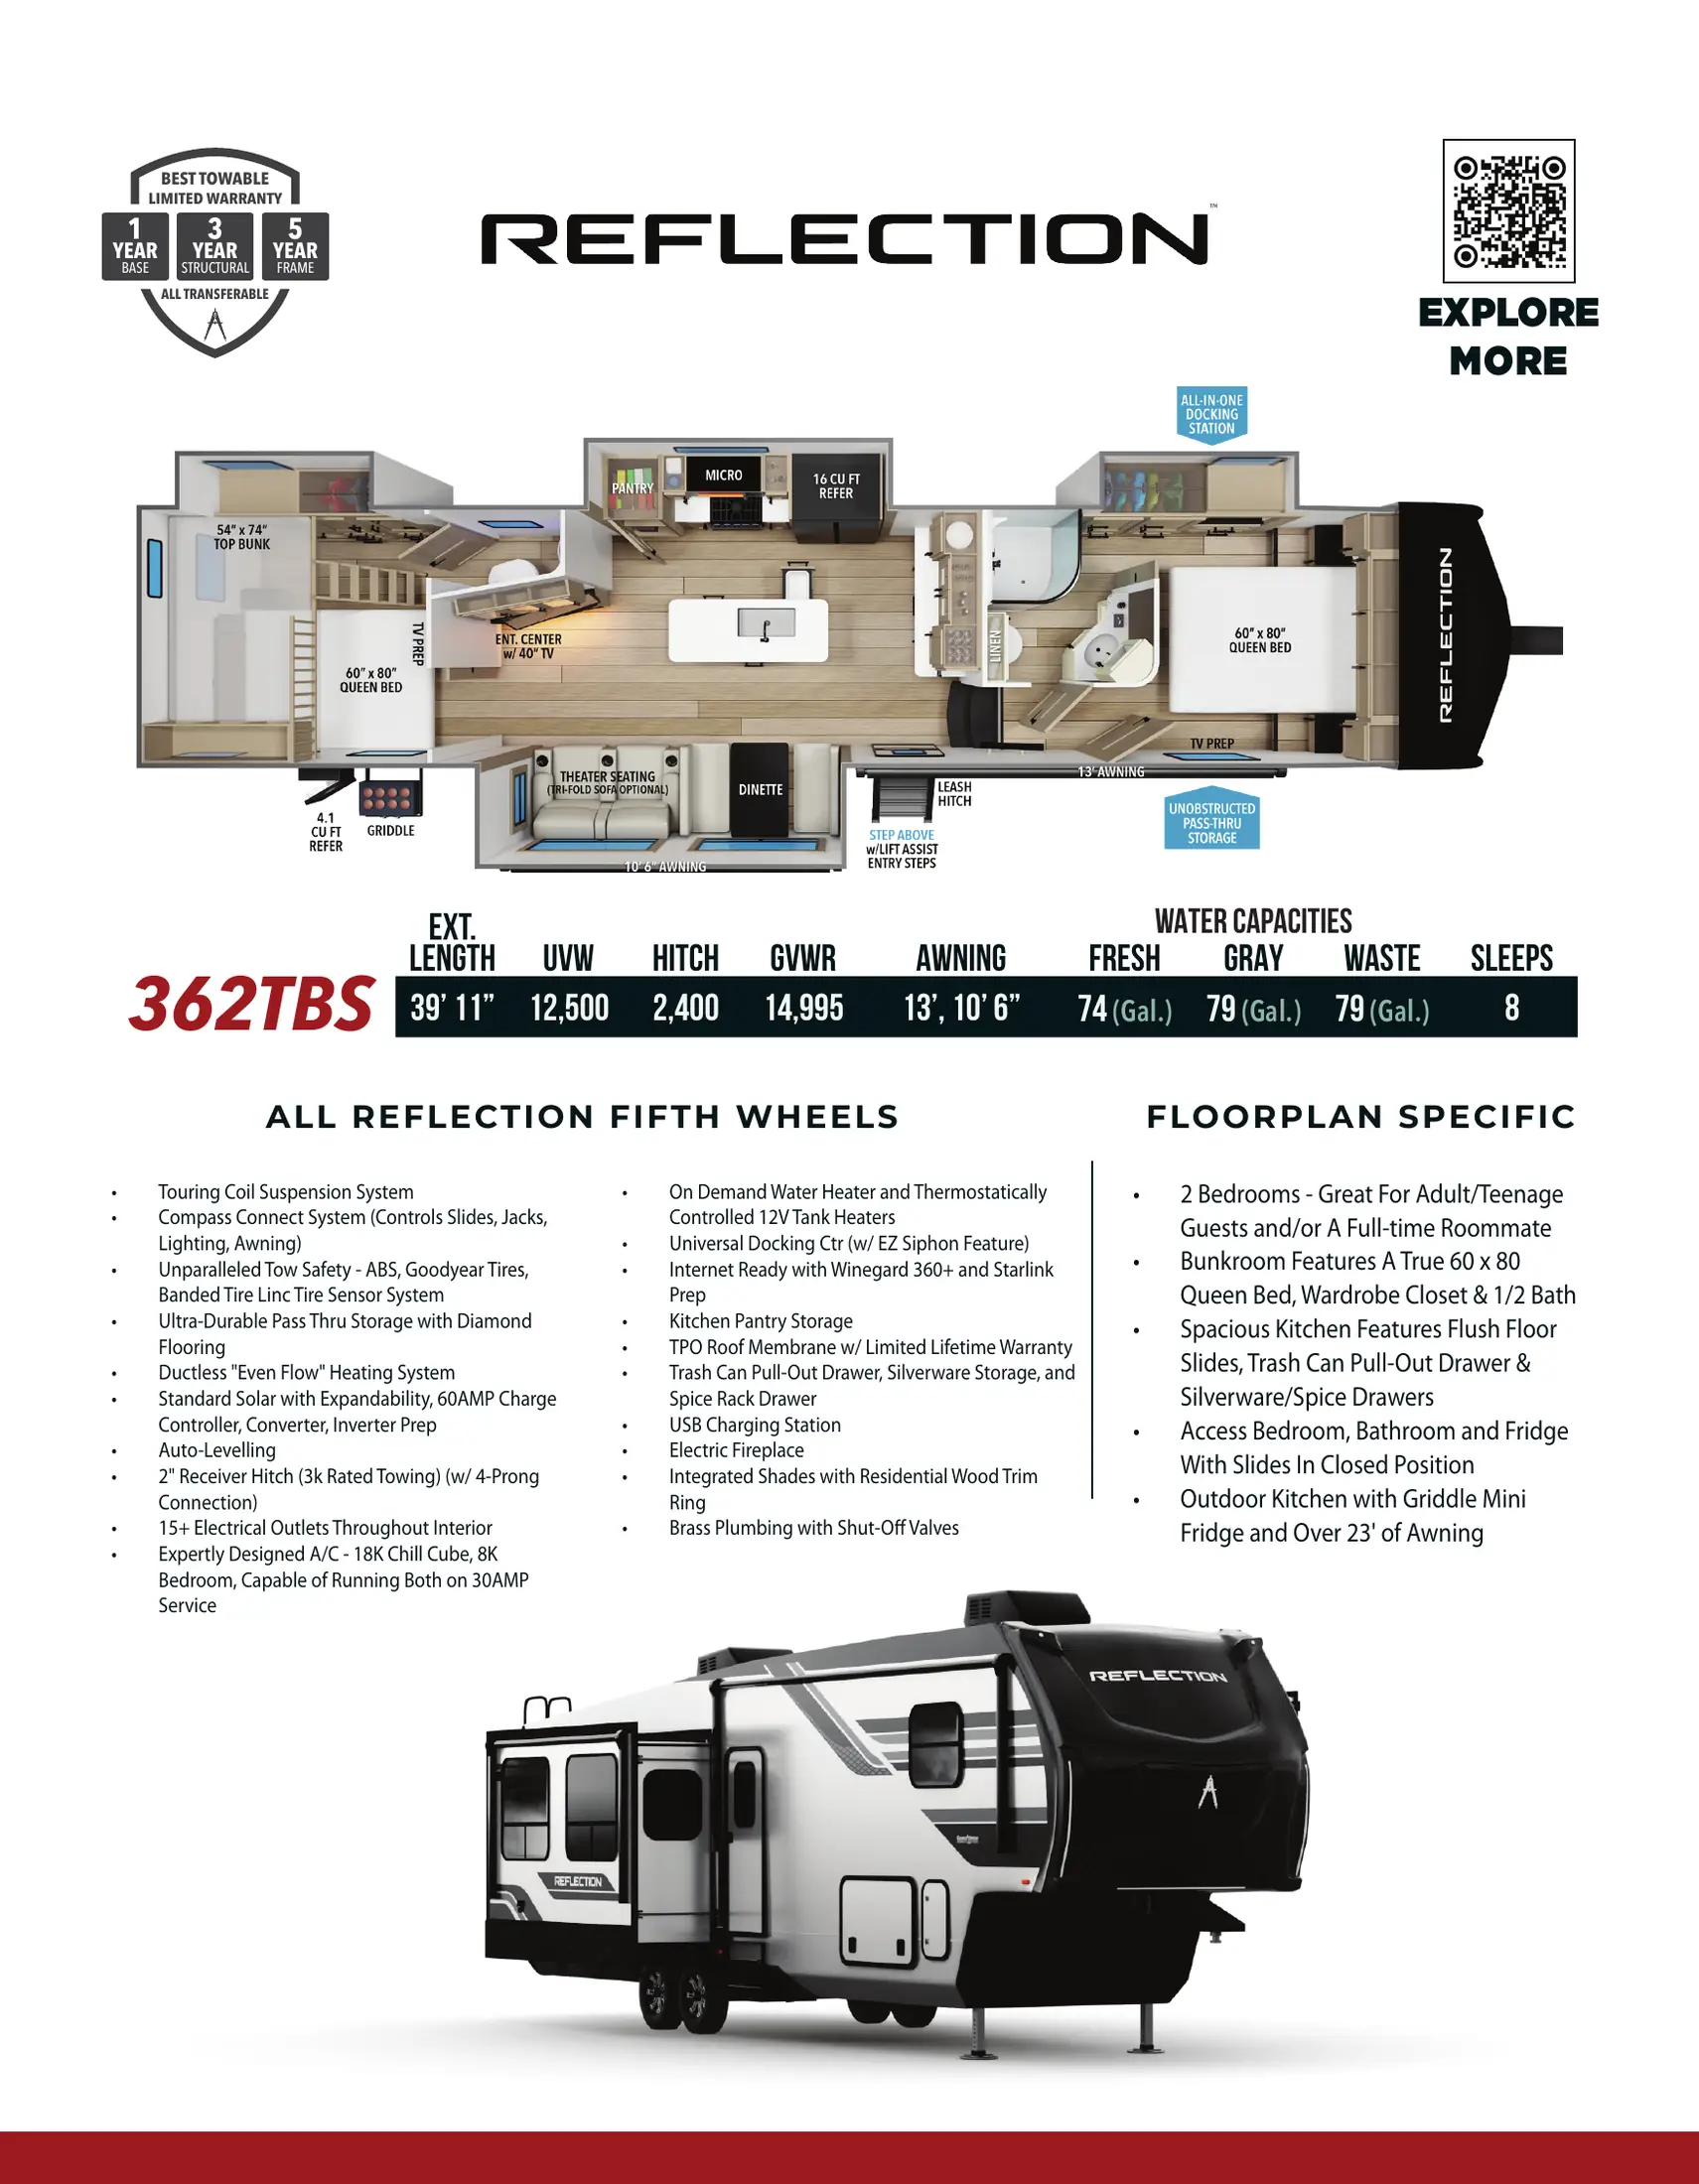 BEST TOWABLE
LIMITED WARRANTY
1 YEAR BASE
3 YEAR STRUCTURAL
5 YEAR FRAME
ALL TRANSFERABLE
REFLECTION™
EXPLORE
MORE
ALL-IN-ONE
DOCKING
STATION
54" x 74"
TOP BUNK
PANTRY
MICRO
16 CU FT
REFER
TV PREP
60" x 80"
QUEEN BED
ENT. CENTER
w/ 40" TV
LINEN
60" x 80"
QUEEN BED
REFLECTION
TV PREP
THEATER SEATING
(TRI-FOLD SOFA OPTIONAL)
DINETTE
13' AWNING
LEASH
HITCH
4.1
CU FT
REFER
GRIDDLE
STEP ABOVE
w/LIFT ASSIST
ENTRY STEPS
UNOBSTRUCTED
PASS-THRU
STORAGE
10' 6" AWNING
WATER CAPACITIES
EXT.
LENGTH UVW HITCH GVWR AWNING FRESH GRAY WASTE SLEEPS
362TBS 39' 11” 12,500 2,400 14,995 13', 10' 6” 74 (Gal.) 79 (Gal.) 79 (Gal.) 8
ALL REFLECTION FIFTH WHEELS
• Touring Coil Suspension System
• Compass Connect System (Controls Slides, Jacks,
Lighting, Awning)
• Unparalleled Tow Safety - ABS, Goodyear Tires,
Banded Tire Linc Tire Sensor System
• Ultra-Durable Pass Thru Storage with Diamond
Flooring
• Ductless "Even Flow" Heating System
• Standard Solar with Expandability, 60AMP Charge
Controller, Converter, Inverter Prep
• Auto-Levelling
• 2" Receiver Hitch (3k Rated Towing) (w/ 4-Prong
Connection)
• 15+ Electrical Outlets Throughout Interior
• Expertly Designed A/C - 18K Chill Cube, 8K
Bedroom, Capable of Running Both on 30AMP
Service
• On Demand Water Heater and Thermostatically
Controlled 12V Tank Heaters
• Universal Docking Ctr (w/ EZ Siphon Feature)
• Internet Ready with Winegard 360+ and Starlink
Prep
• Kitchen Pantry Storage
• TPO Roof Membrane w/ Limited Lifetime Warranty
• Trash Can Pull-Out Drawer, Silverware Storage, and
Spice Rack Drawer
• USB Charging Station
• Electric Fireplace
• Integrated Shades with Residential Wood Trim
Ring
• Brass Plumbing with Shut-Off Valves
FLOORPLAN SPECIFIC
• 2 Bedrooms - Great For Adult/Teenage
Guests and/or A Full-time Roommate
• Bunkroom Features A True 60 x 80
Queen Bed, Wardrobe Closet & 1/2 Bath
• Spacious Kitchen Features Flush Floor
Slides, Trash Can Pull-Out Drawer &
Silverware/Spice Drawers
• Access Bedroom, Bathroom and Fridge
With Slides In Closed Position
• Outdoor Kitchen with Griddle Mini
Fridge and Over 23' of Awning
REFLECTION
REFLECTION